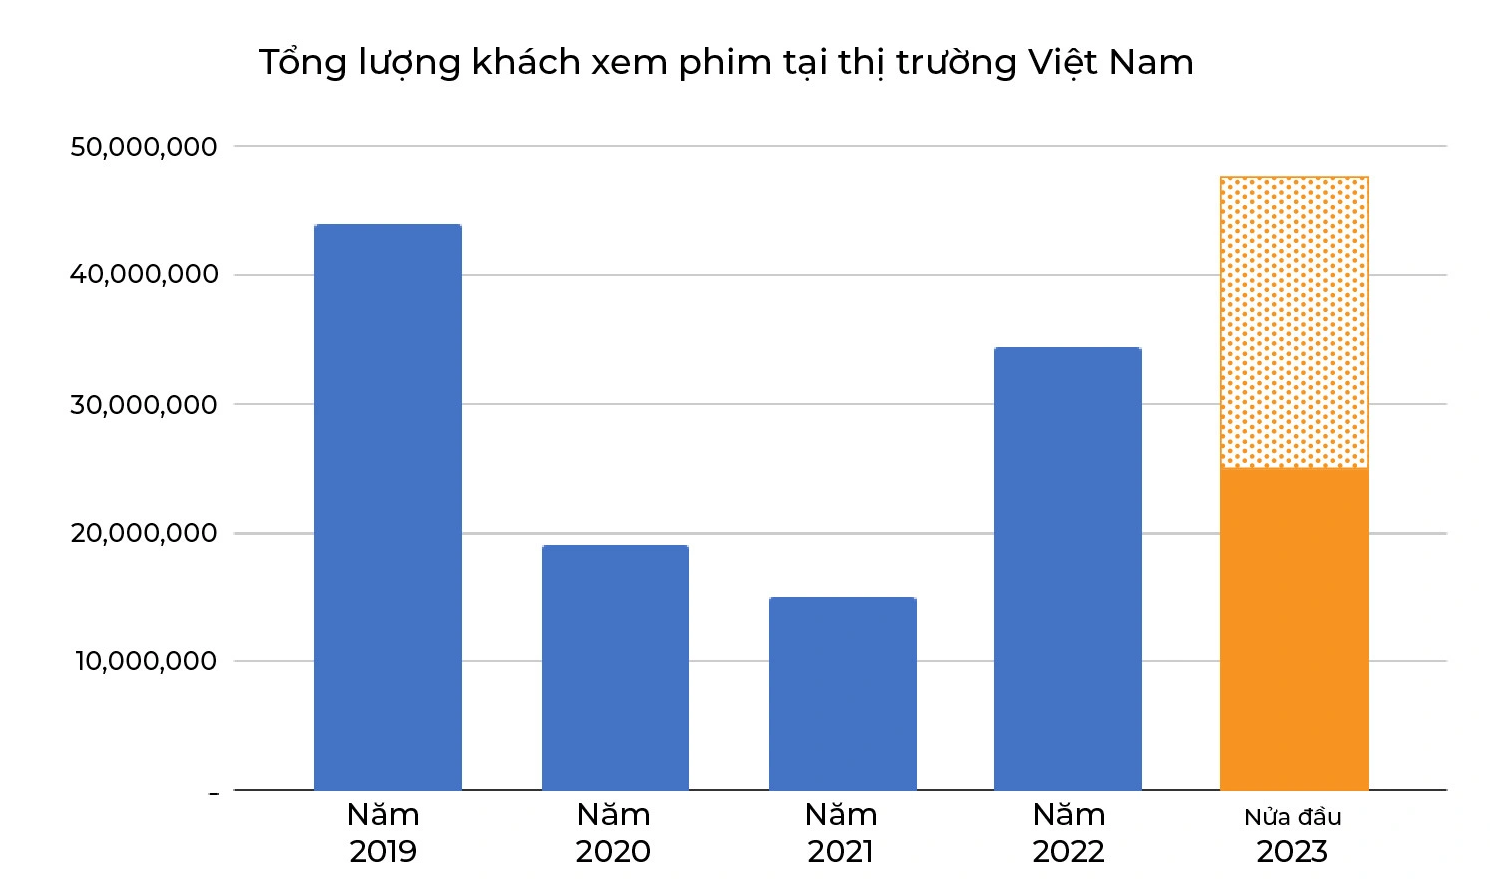 Tổng lượng khách xem phim tại thị trường Việt Nam
50,000,000
40,000,000
30,000,000
20,000,000
10,000,000
-
Năm
2019
Năm
2020
Năm
2021
Năm
2022
Nửa đầu
2023